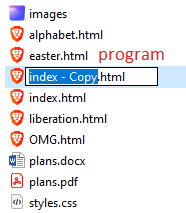 images
alphabet.html
easter.html program
index - Copy.html
index.html
liberation.html
OMG.html
plans.docx
plans.pdf
styles.css